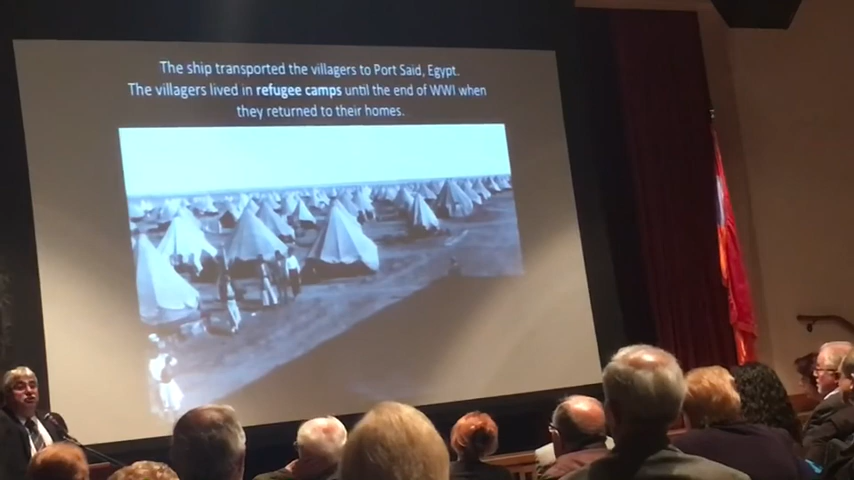 The ship transported the villagers to Port Said, Egypt.
The villagers lived in refugee camps until the end of WWI when
they returned to their homes.